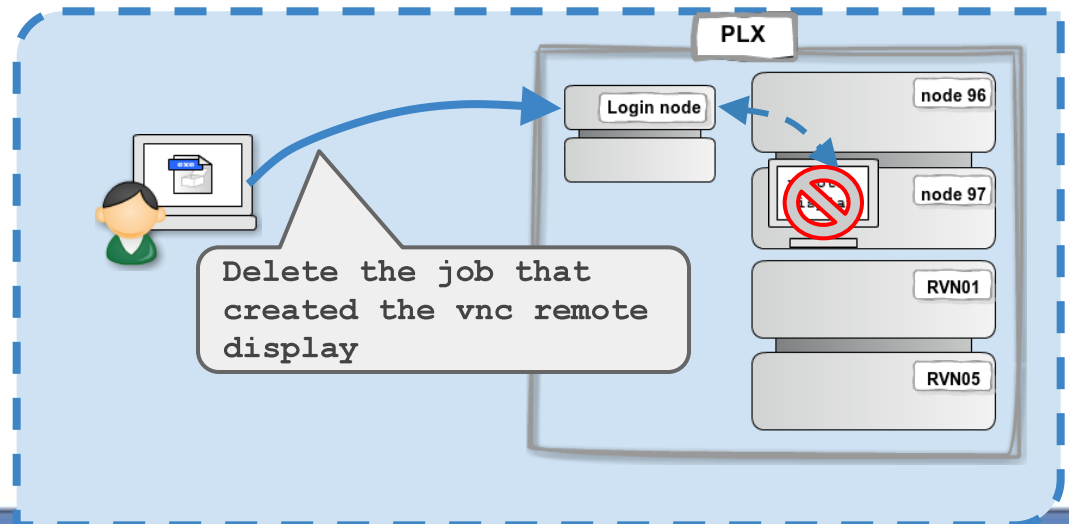 PLX
Login node
node 96
node 97
RVN01
RVN05
Delete the job that
created the vnc remote
display